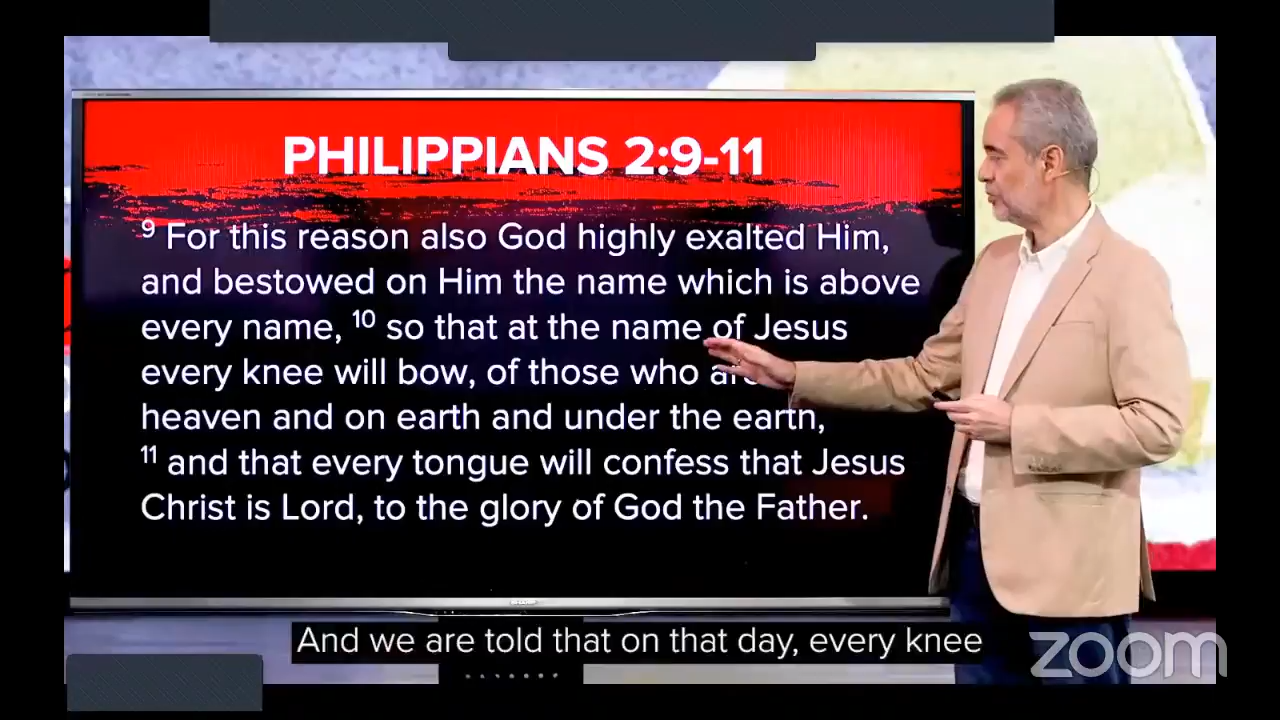 PHILIPPIANS 2:9-11
9 For this reason also God highly exalted Him,
and bestowed on Him the name which is above
every name, 10 so that at the name of Jesus
every knee will bow, of those who are
heaven and on earth and under the earth,
11 and that every tongue will confess that Jesus
Christ is Lord, to the glory of God the Father.
And we are told that on that day, every knee
zoom